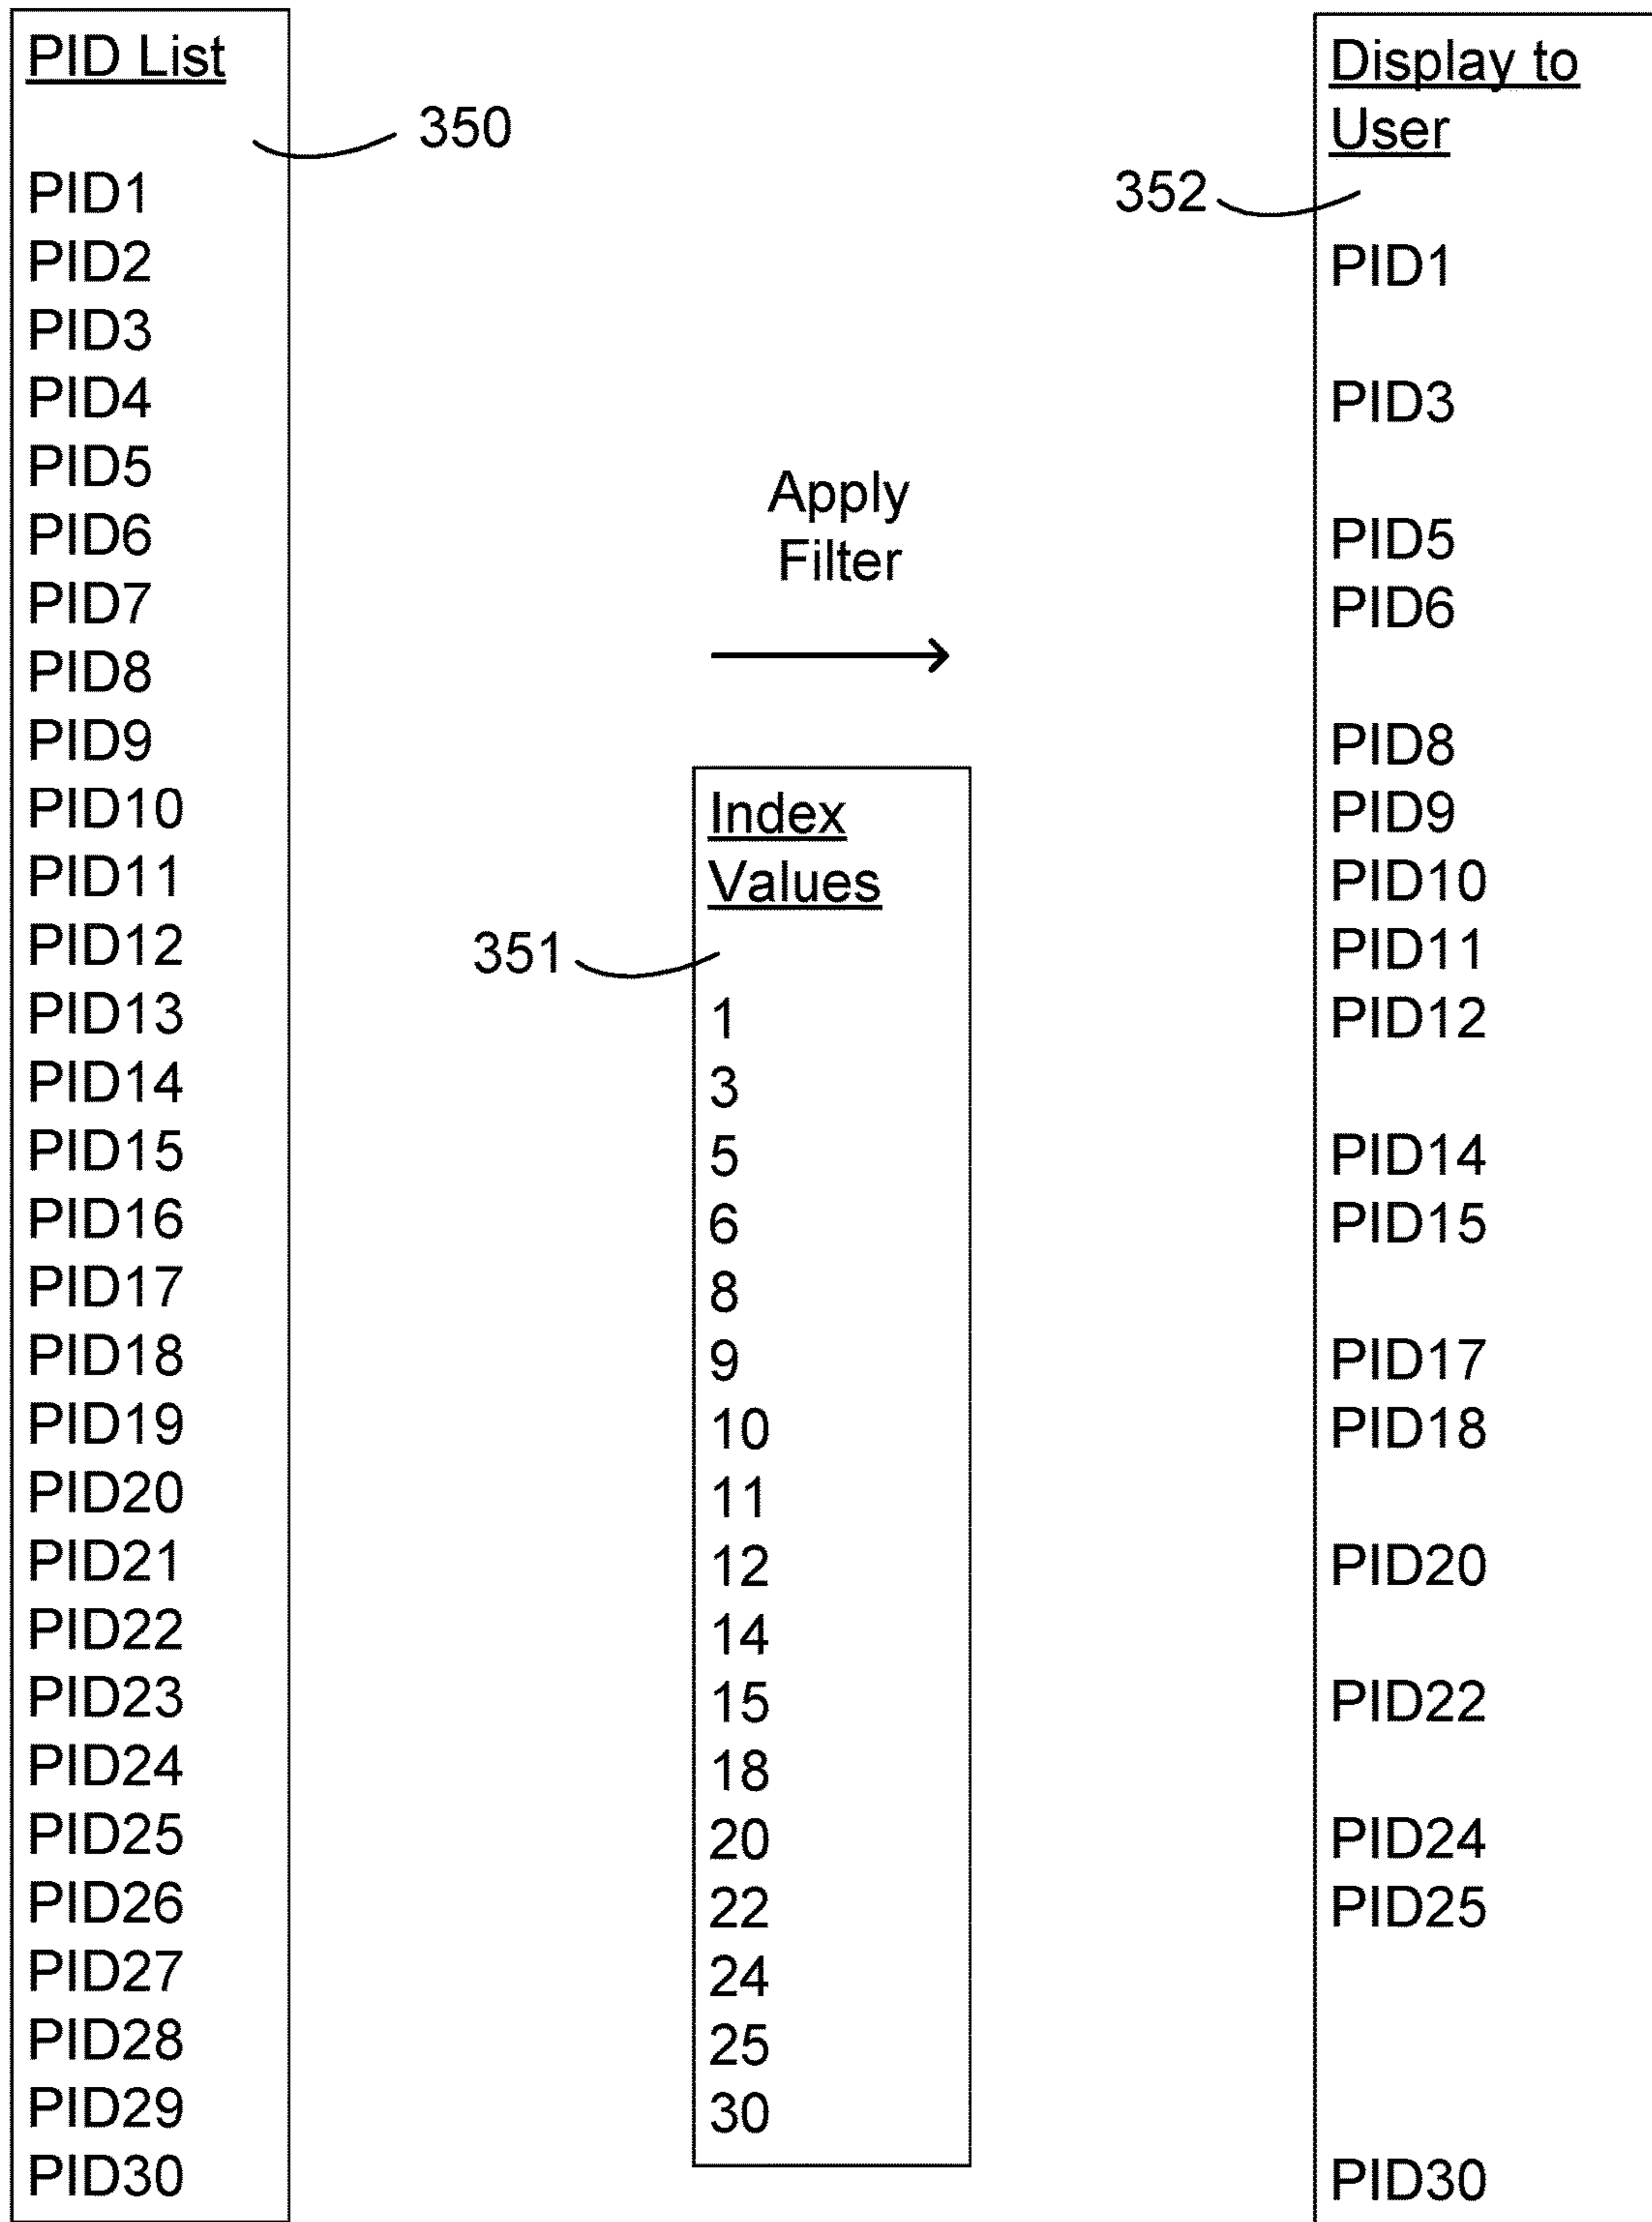 PID List
350
PID1
PID2
PID3
PID4
PID5
PID6
PID7
PID8
PID9
PID10
PID11
PID12
PID13
PID14
PID15
PID16
PID17
PID18
PID19
PID20
PID21
PID22
PID23
PID24
PID25
PID26
PID27
PID28
PID29
PID30
Apply
Filter
Index
Values
351
1
3
5
6
8
9
10
11
12
14
15
18
20
22
24
25
30
Display to
User
352
PID1
PID3
PID5
PID6
PID8
PID9
PID10
PID11
PID12
PID14
PID15
PID17
PID18
PID20
PID22
PID24
PID25
PID30